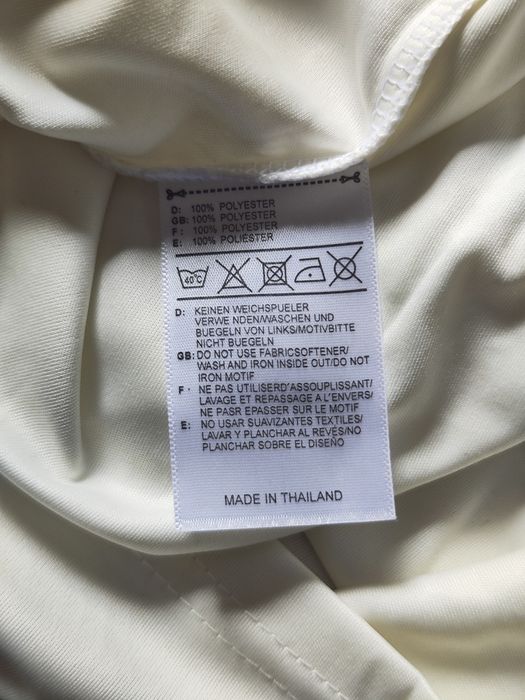 D: 100% POLYESTER
GB: 100% POLYESTER
F: 100% POLYESTER
E: 100% POLIÉSTER
40°C
D: KEINEN WEICHSPUELER
VERWE NDEN/WASCHEN UND
BUEGELN VON LINKS/MOTIVBITTE
NICHT BUEGELN
GB: DO NOT USE FABRICSOFTENER/
WASH AND IRON INSIDE OUT/DO NOT
IRON MOTIF
F · NE PAS UTILISERD'ASSOUPLISSANT/
LAVAGE ET REPASSAGE A L'ENVERS/
NE PASR EPASSER SUR LE MOTIF
E: NO USAR SUAVIZANTES TEXTILES/
LAVAR Y PLANCHAR AL REVÉS/NO
PLANCHAR SOBRE EL DISEÑO
MADE IN THAILAND